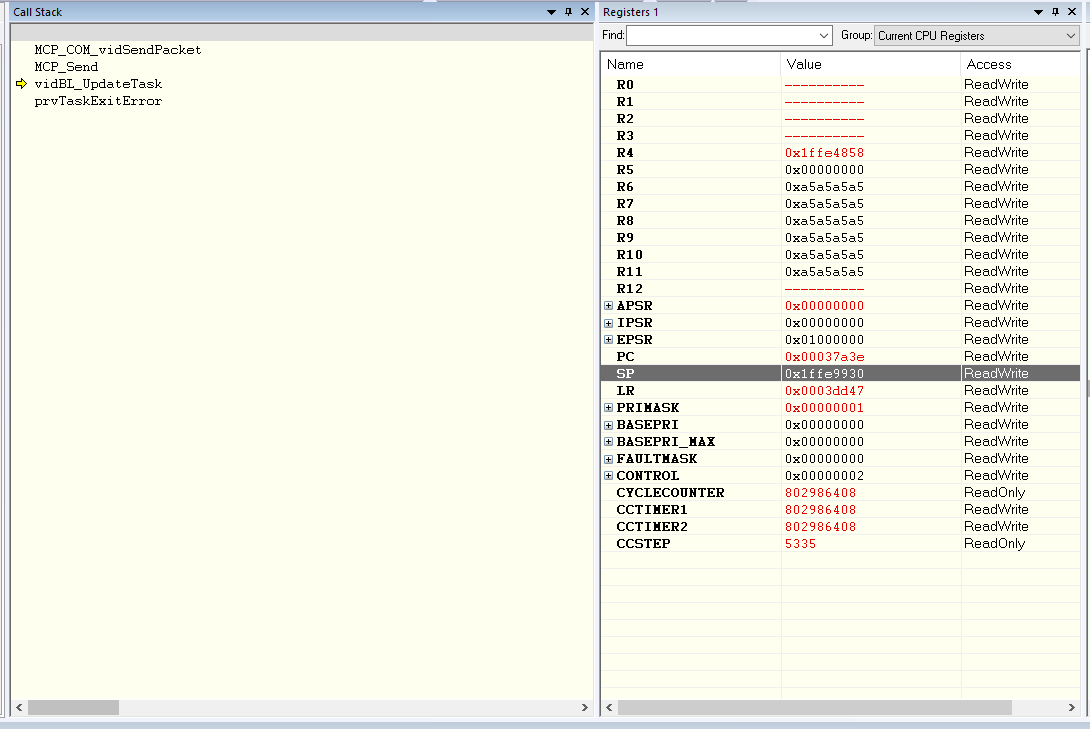 Call Stack
MCP_COM_vidSendPacket
MCP_Send
vidBL_UpdateTask
prvTaskExitError
Registers 1
Find: Group: Current CPU Registers
Name Value Access
R0 ---------- ReadWrite
R1 ---------- ReadWrite
R2 ---------- ReadWrite
R3 ---------- ReadWrite
R4 0x1ffe4858 ReadWrite
R5 0x00000000 ReadWrite
R6 0xa5a5a5a5 ReadWrite
R7 0xa5a5a5a5 ReadWrite
R8 0xa5a5a5a5 ReadWrite
R9 0xa5a5a5a5 ReadWrite
R10 0xa5a5a5a5 ReadWrite
R11 0xa5a5a5a5 ReadWrite
R12 ---------- ReadWrite
APSR 0x00000000 ReadWrite
IPSR 0x00000000 ReadWrite
EPSR 0x01000000 ReadWrite
PC 0x00037a3e ReadWrite
SP 0x1ffe9930 ReadWrite
LR 0x0003dd47 ReadWrite
PRIMASK 0x00000001 ReadWrite
BASEPRI 0x00000000 ReadWrite
BASEPRI_MAX 0x00000000 ReadWrite
FAULTMASK 0x00000000 ReadWrite
CONTROL 0x00000002 ReadWrite
CYCLECOUNTER 802986408 ReadOnly
CCTIMER1 802986408 ReadWrite
CCTIMER2 802986408 ReadWrite
CCSTEP 5335 ReadOnly